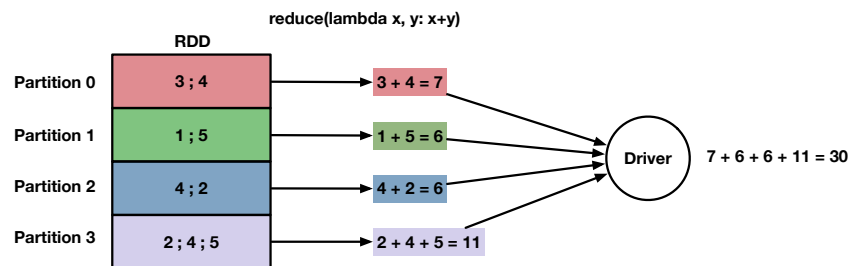 reduce(lambda x, y: x+y)
RDD
Partition 0
3 ; 4
3 + 4 = 7
Partition 1
1 ; 5
1 + 5 = 6
Driver
7 + 6 + 6 + 11 = 30
Partition 2
4 ; 2
4 + 2 = 6
Partition 3
2 ; 4 ; 5
2 + 4 + 5 = 11